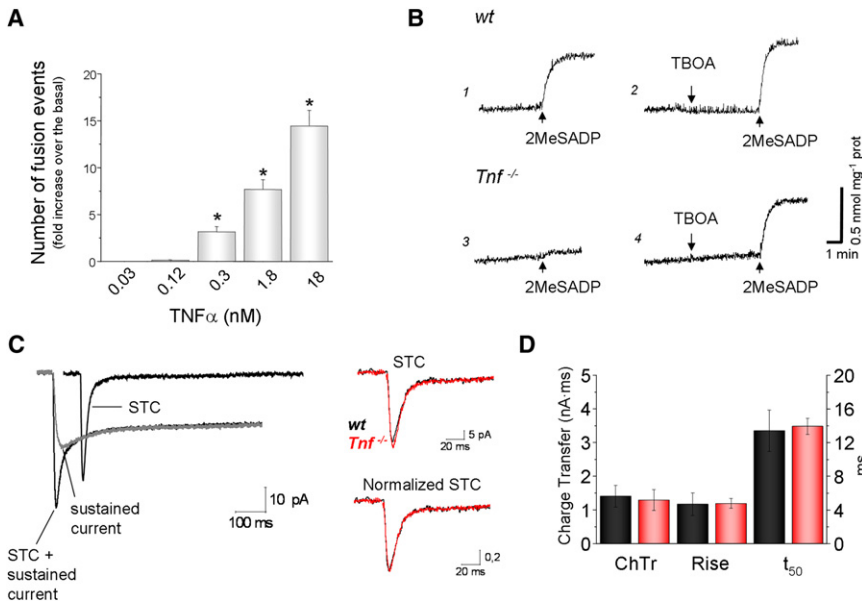 A
Number of fusion events
(fold increase over the basal)
20
15
10
5
0
0.03
0.12
0.3
1.8
18
*
*
*
TNFα (nM)
B
wt
1
2MeSADP
2
TBOA
2MeSADP
Tnf -/-
3
2MeSADP
4
TBOA
2MeSADP
0.5 nmol mg-1 prot
1 min
C
STC
sustained
current
STC +
sustained
current
10 pA
100 ms
STC
wt
Tnf -/-
5 pA
20 ms
Normalized STC
0,2
20 ms
D
Charge Transfer (nA·ms)
5
4
3
2
1
0
20
16
12
8
4
0
ms
ChTr
Rise
t50